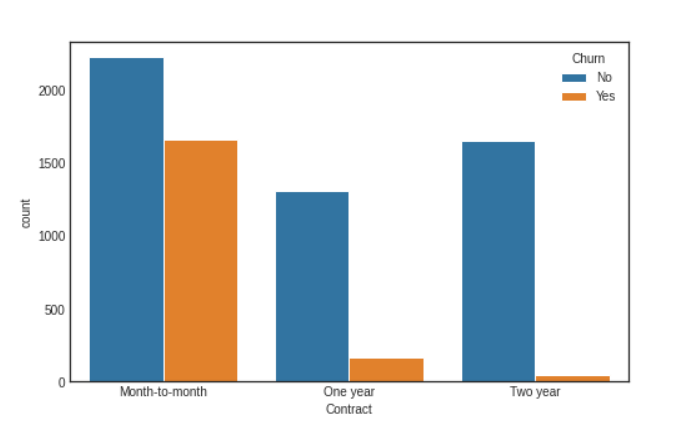 Churn
No
Yes
2000
1500
1000
500
0
count
Month-to-month
One year
Two year
Contract